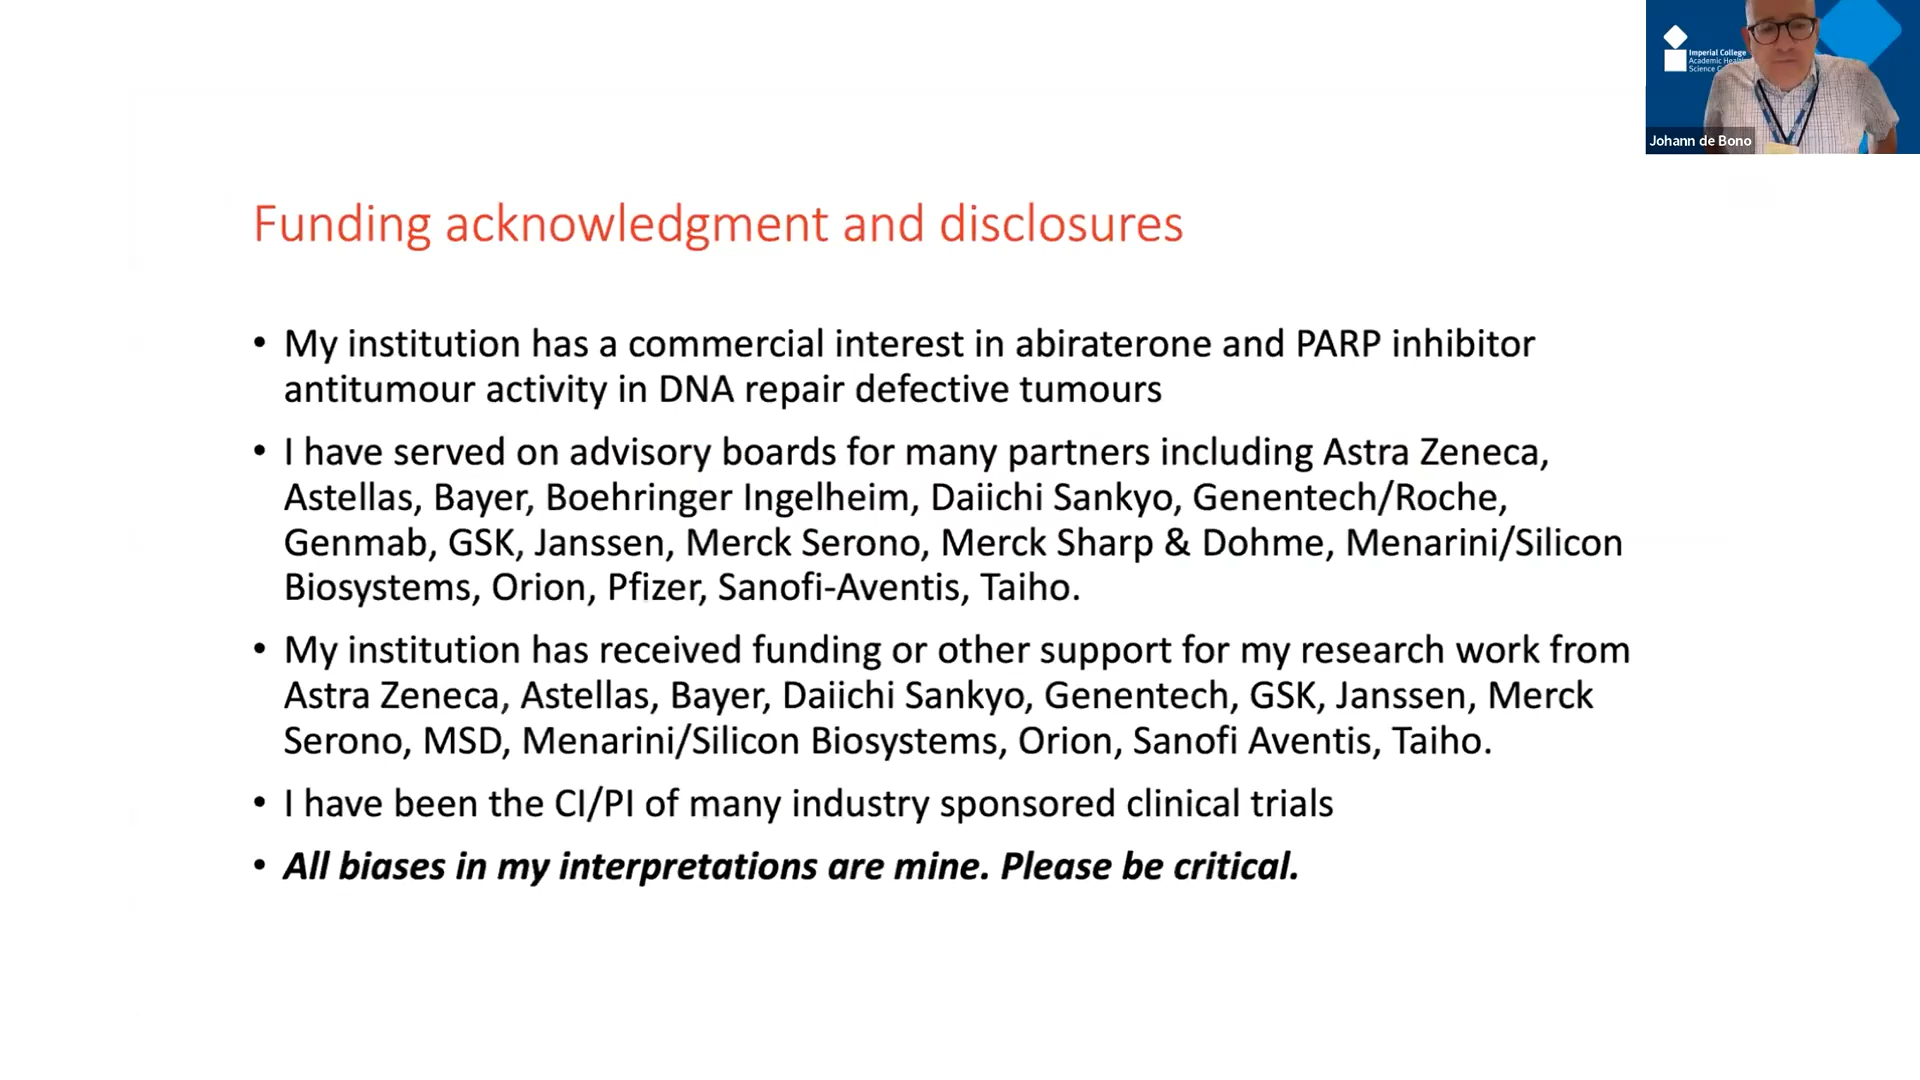 Imperial College
Academic Health
Science C
Johann de Bono
Funding acknowledgment and disclosures
• My institution has a commercial interest in abiraterone and PARP inhibitor
antitumour activity in DNA repair defective tumours
• I have served on advisory boards for many partners including Astra Zeneca,
Astellas, Bayer, Boehringer Ingelheim, Daiichi Sankyo, Genentech/Roche,
Genmab, GSK, Janssen, Merck Serono, Merck Sharp & Dohme, Menarini/Silicon
Biosystems, Orion, Pfizer, Sanofi-Aventis, Taiho.
• My institution has received funding or other support for my research work from
Astra Zeneca, Astellas, Bayer, Daiichi Sankyo, Genentech, GSK, Janssen, Merck
Serono, MSD, Menarini/Silicon Biosystems, Orion, Sanofi Aventis, Taiho.
• I have been the CI/PI of many industry sponsored clinical trials
• All biases in my interpretations are mine. Please be critical.